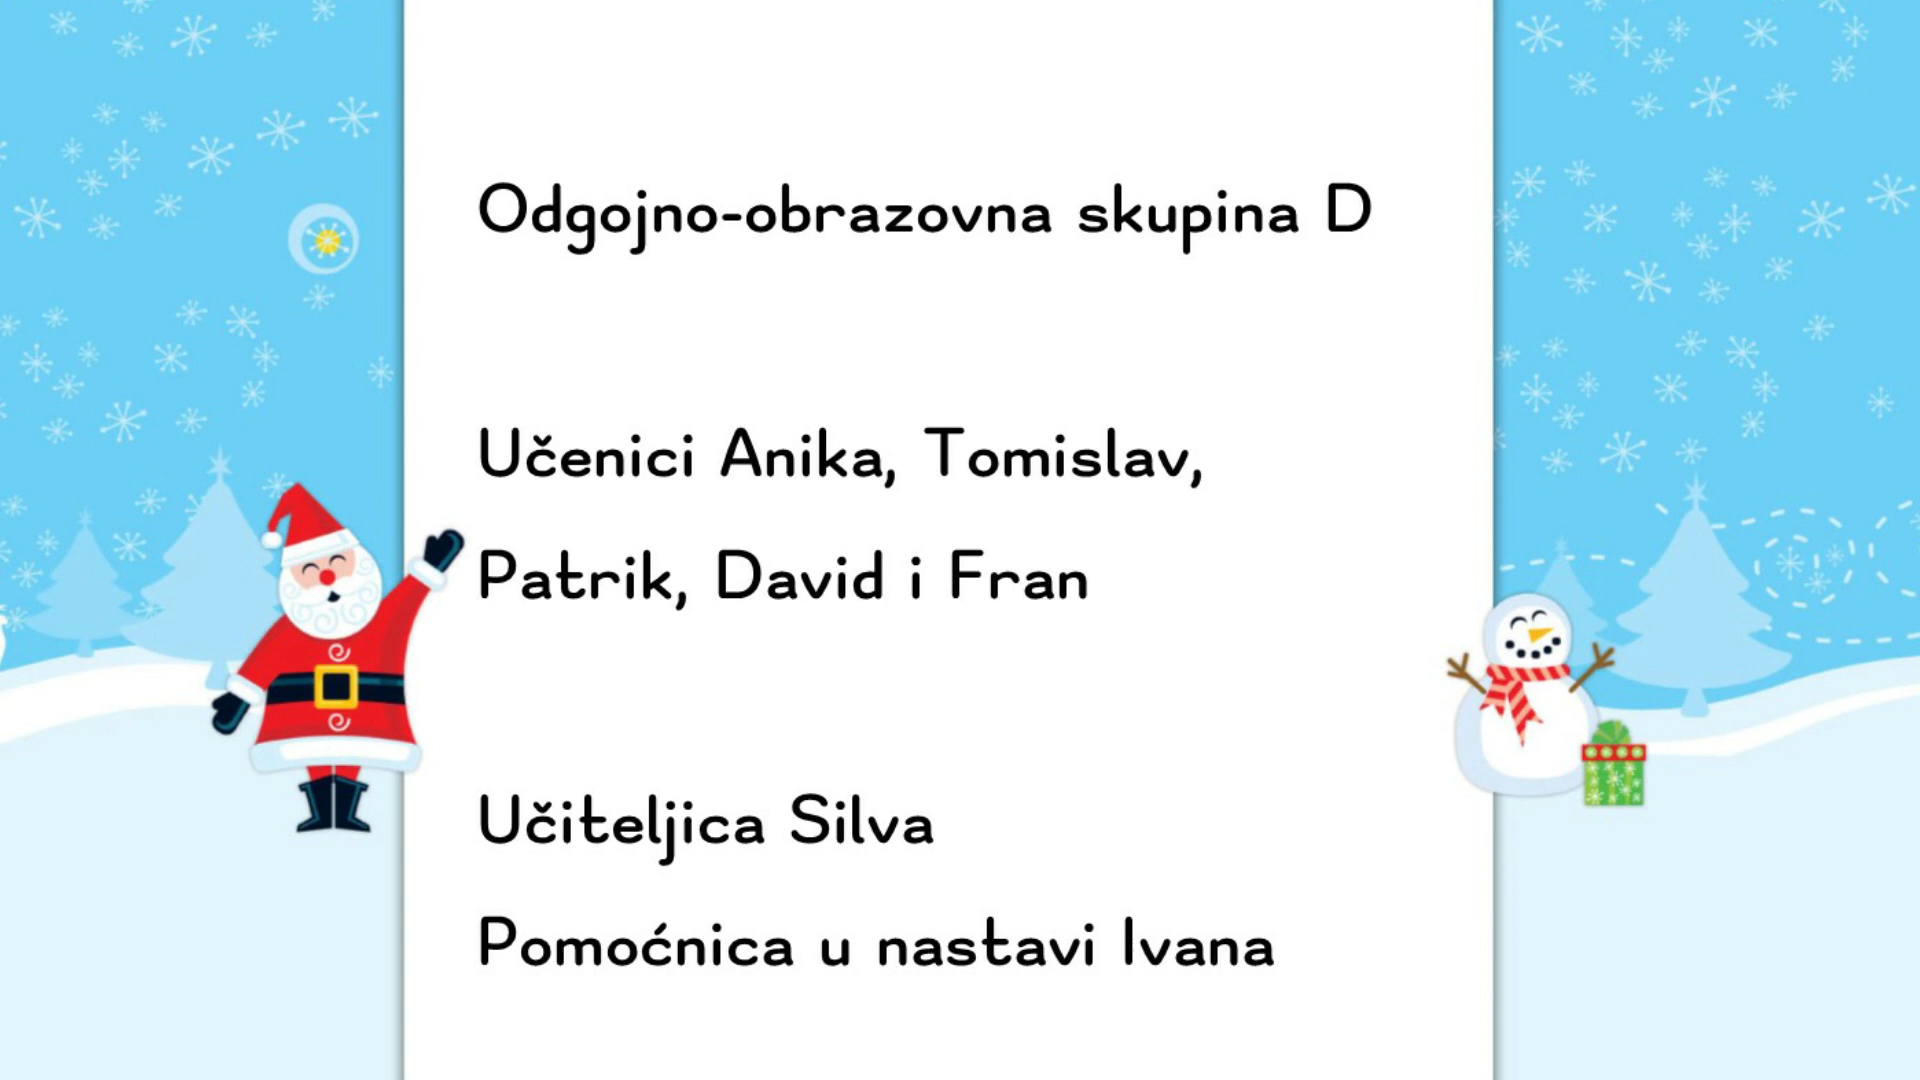 Odgojno-obrazovna skupina D
Učenici Anika, Tomislav,
Patrik, David i Fran
Učiteljica Silva
Pomoćnica u nastavi Ivana